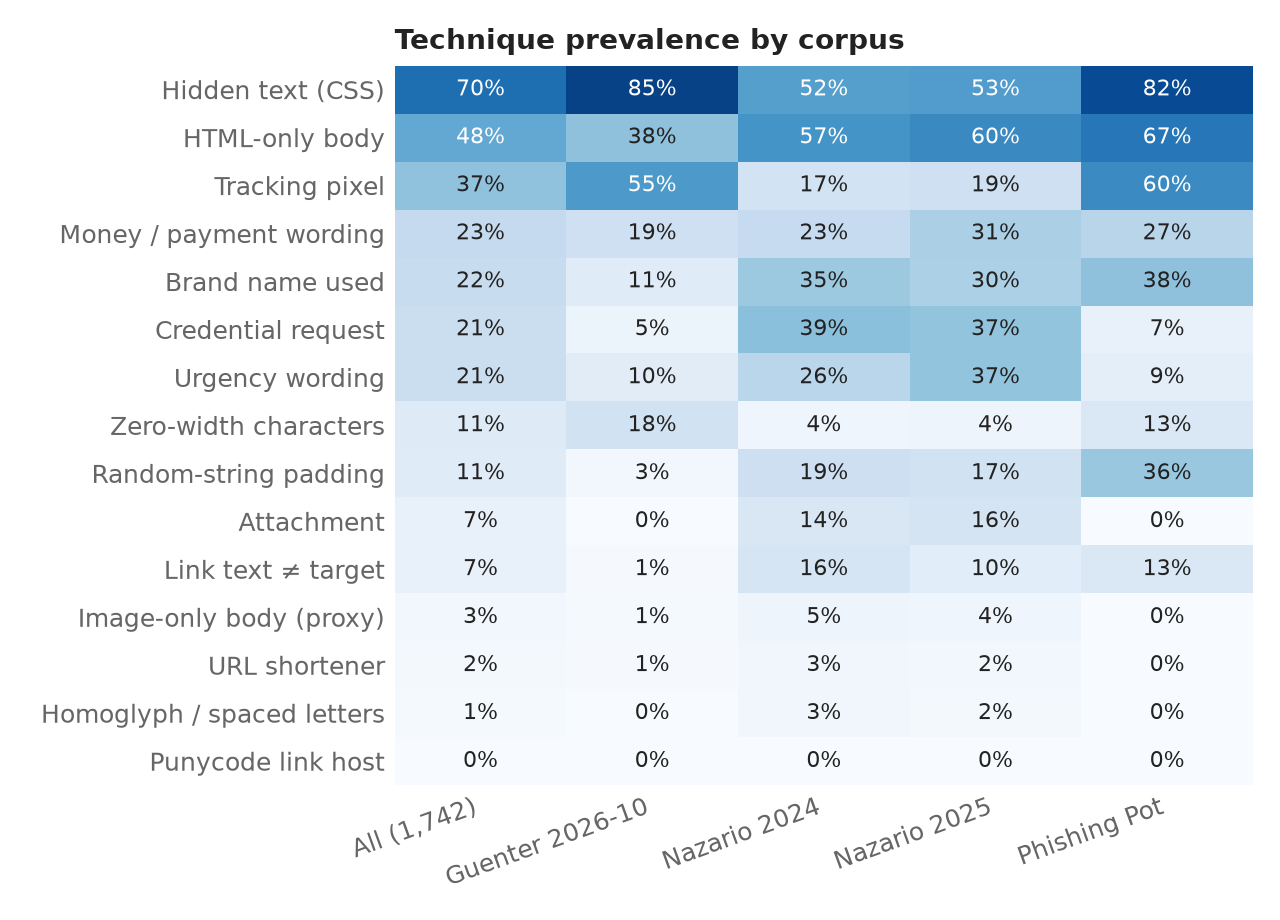 Technique prevalence by corpus
Hidden text (CSS) 70% 85% 52% 53% 82%
HTML-only body 48% 38% 57% 60% 67%
Tracking pixel 37% 55% 17% 19% 60%
Money / payment wording 23% 19% 23% 31% 27%
Brand name used 22% 11% 35% 30% 38%
Credential request 21% 5% 39% 37% 7%
Urgency wording 21% 10% 26% 37% 9%
Zero-width characters 11% 18% 4% 4% 13%
Random-string padding 11% 3% 19% 17% 36%
Attachment 7% 0% 14% 16% 0%
Link text ≠ target 7% 1% 16% 10% 13%
Image-only body (proxy) 3% 1% 5% 4% 0%
URL shortener 2% 1% 3% 2% 0%
Homoglyph / spaced letters 1% 0% 3% 2% 0%
Punycode link host 0% 0% 0% 0% 0%
All (1,742) Guenter 2026-10 Nazario 2024 Nazario 2025 Phishing Pot